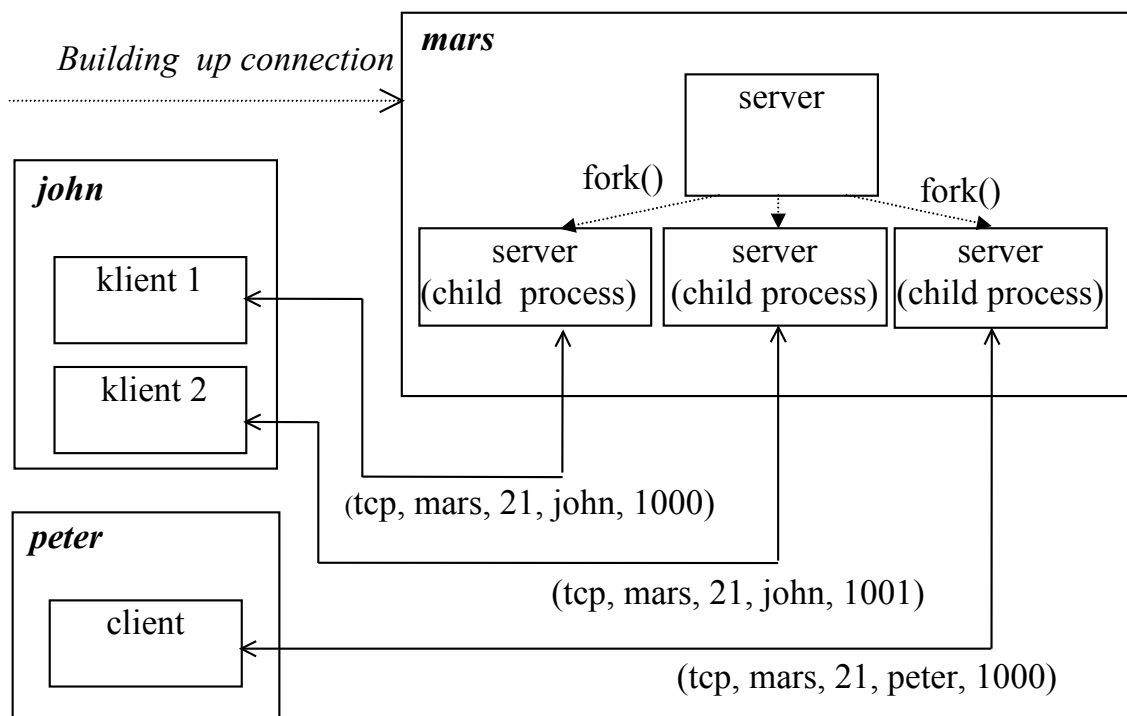 mars
Building up connection
server
fork()
fork()
john
server
(child process)
server
(child process)
server
(child process)
klient 1
klient 2
(tcp, mars, 21, john, 1000)
peter
(tcp, mars, 21, john, 1001)
client
(tcp, mars, 21, peter, 1000)